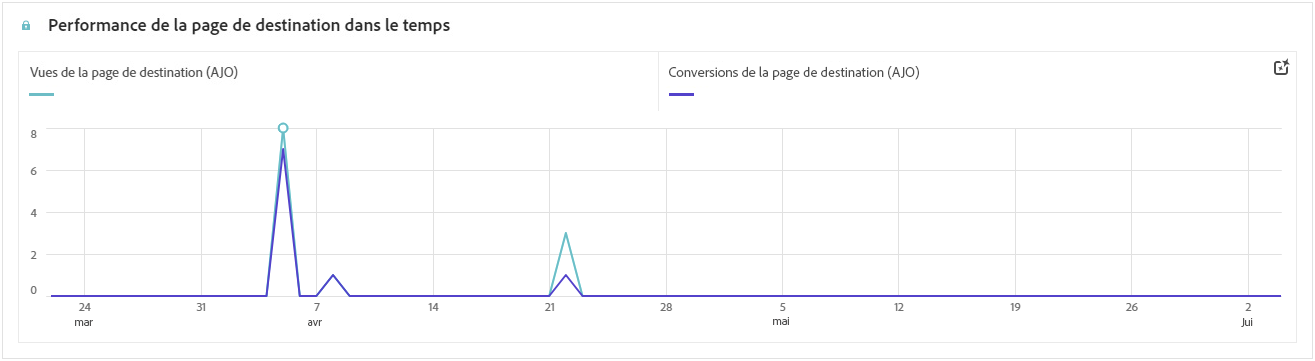 Performance de la page de destination dans le temps
Vues de la page de destination (AJO)
Conversions de la page de destination (AJO)
8
6
4
2
0
24 31 7 14 21 28 5 12 19 26 2
mar avr mai Jui